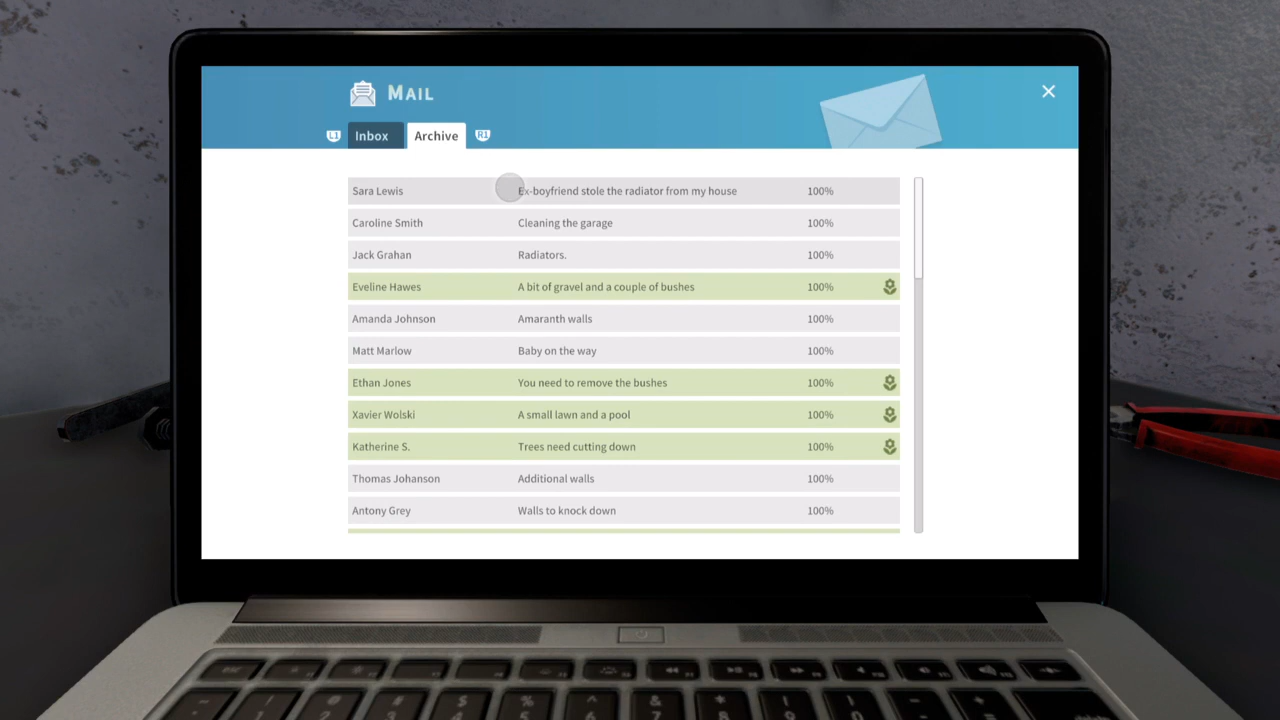 Mail
L1 Inbox Archive R1
Sara Lewis Ex-boyfriend stole the radiator from my house 100%
Caroline Smith Cleaning the garage 100%
Jack Grahan Radiators. 100%
Eveline Hawes A bit of gravel and a couple of bushes 100%
Amanda Johnson Amaranth walls 100%
Matt Marlow Baby on the way 100%
Ethan Jones You need to remove the bushes 100%
Xavier Wolski A small lawn and a pool 100%
Katherine S. Trees need cutting down 100%
Thomas Johanson Additional walls 100%
Antony Grey Walls to knock down 100%